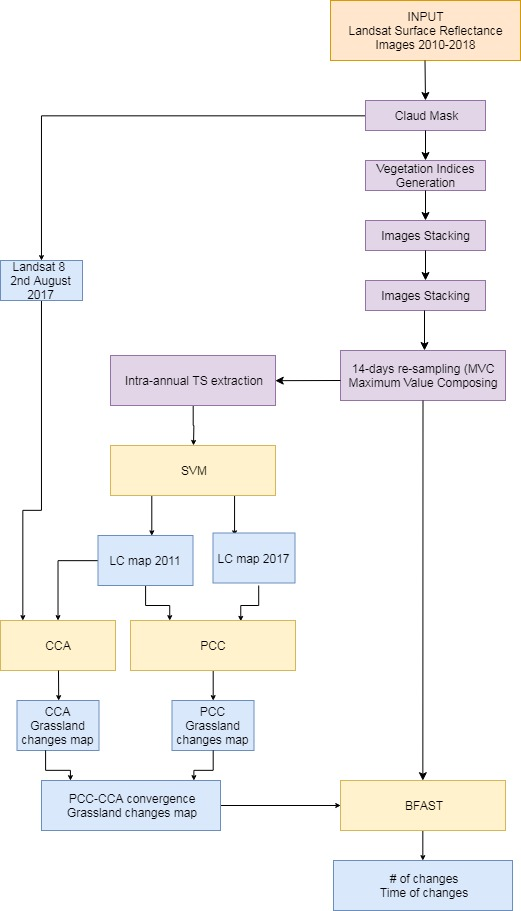 INPUT
Landsat Surface Reflectance
Images 2010-2018
Claud Mask
Vegetation Indices
Generation
Images Stacking
Landsat 8
2nd August
2017
Images Stacking
14-days re-sampling (MVC
Maximum Value Composing
Intra-annual TS extraction
SVM
LC map 2011
LC map 2017
CCA
PCC
CCA
Grassland
changes map
PCC
Grassland
changes map
PCC-CCA convergence
Grassland changes map
BFAST
# of changes
Time of changes